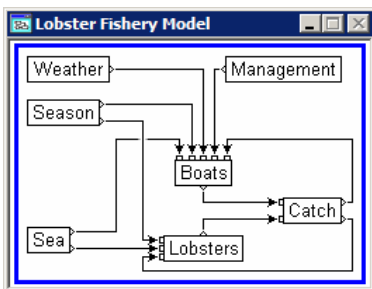 Lobster Fishery Model
Weather
Management
Season
Boats
Catch
Sea
Lobsters